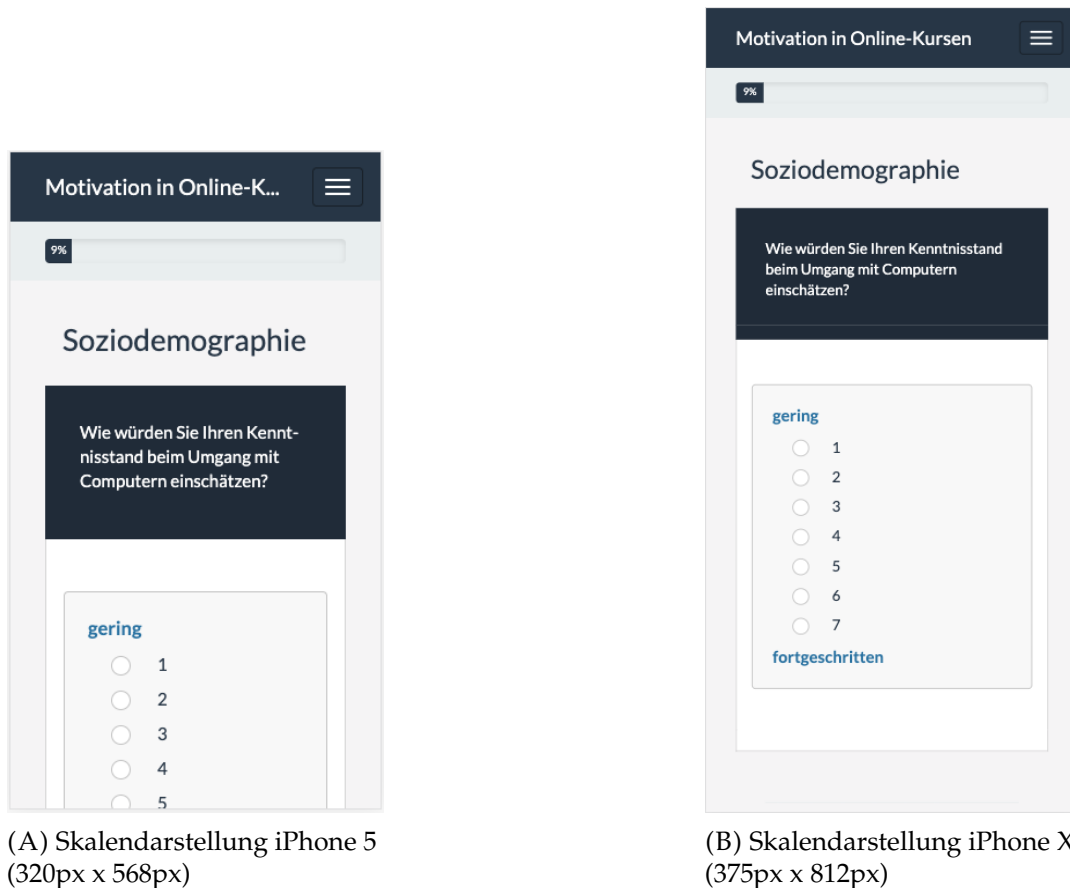 Motivation in Online-K...
9%
Soziodemographie
Wie würden Sie Ihren Kennt-
nisstand beim Umgang mit
Computern einschätzen?
gering
1
2
3
4
5
(A) Skalendarstellung iPhone 5
(320px x 568px)
Motivation in Online-Kursen
9%
Soziodemographie
Wie würden Sie Ihren Kenntnisstand
beim Umgang mit Computern
einschätzen?
gering
1
2
3
4
5
6
7
fortgeschritten
(B) Skalendarstellung iPhone X
(375px x 812px)